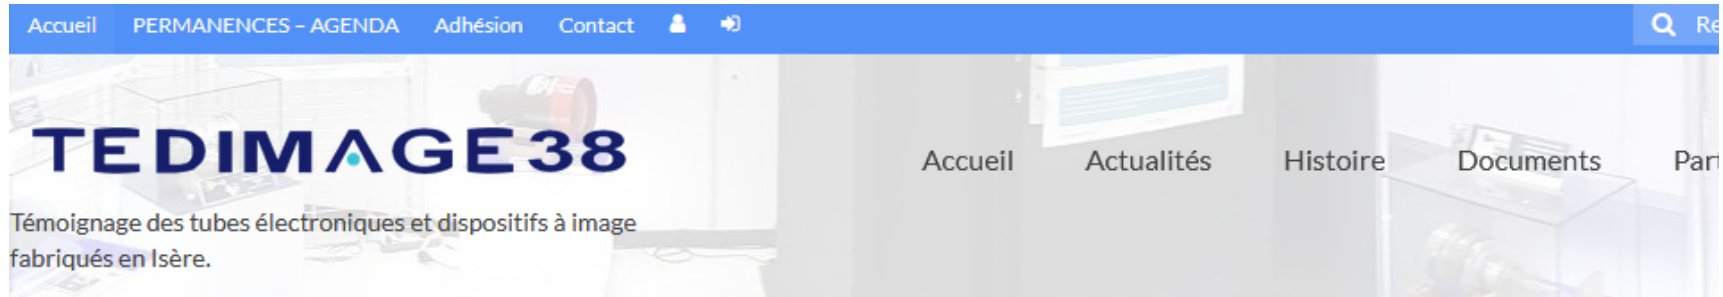 Accueil PERMANENCES – AGENDA Adhésion Contact
TEDIMAGE38
Accueil Actualités Histoire Documents
Témoignage des tubes électroniques et dispositifs à image
fabriqués en Isère.